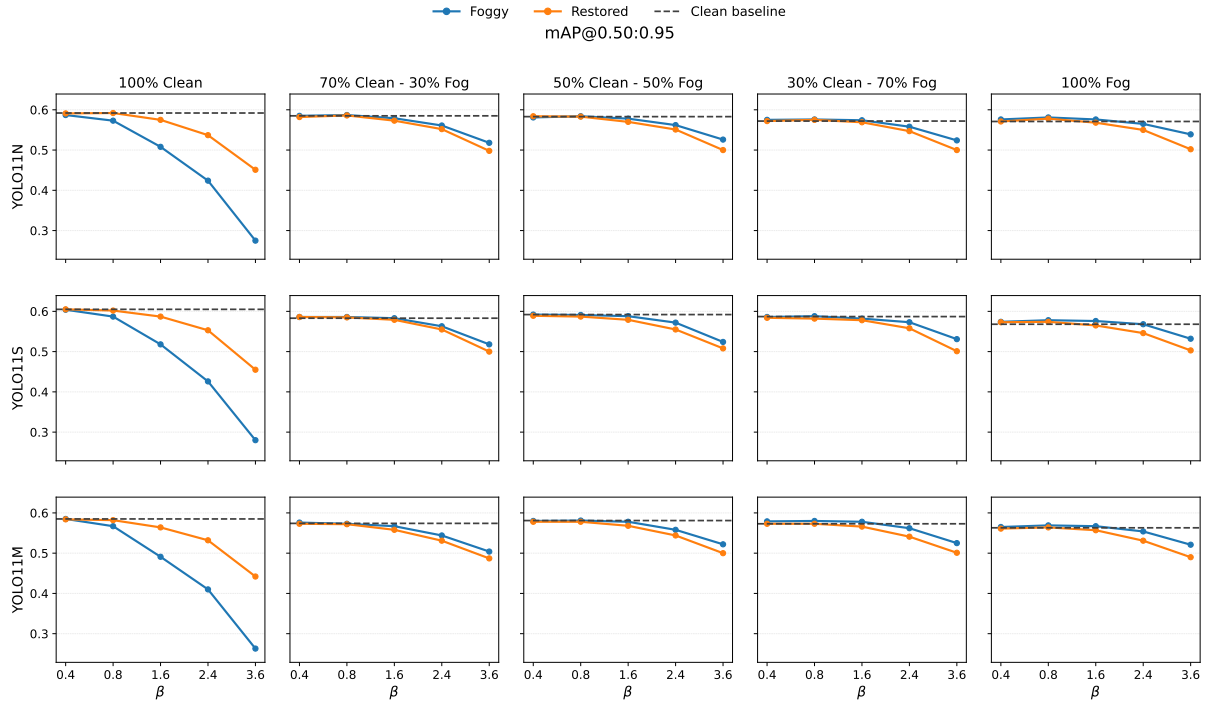 Foggy Restored Clean baseline
mAP@0.50:0.95
100% Clean 70% Clean - 30% Fog 50% Clean - 50% Fog 30% Clean - 70% Fog 100% Fog
YOLO11N
0.6
0.5
0.4
0.3
YOLO11S
0.6
0.5
0.4
0.3
YOLO11M
0.6
0.5
0.4
0.3
0.4 0.8 1.6 2.4 3.6 0.4 0.8 1.6 2.4 3.6 0.4 0.8 1.6 2.4 3.6 0.4 0.8 1.6 2.4 3.6 0.4 0.8 1.6 2.4 3.6
β β β β β